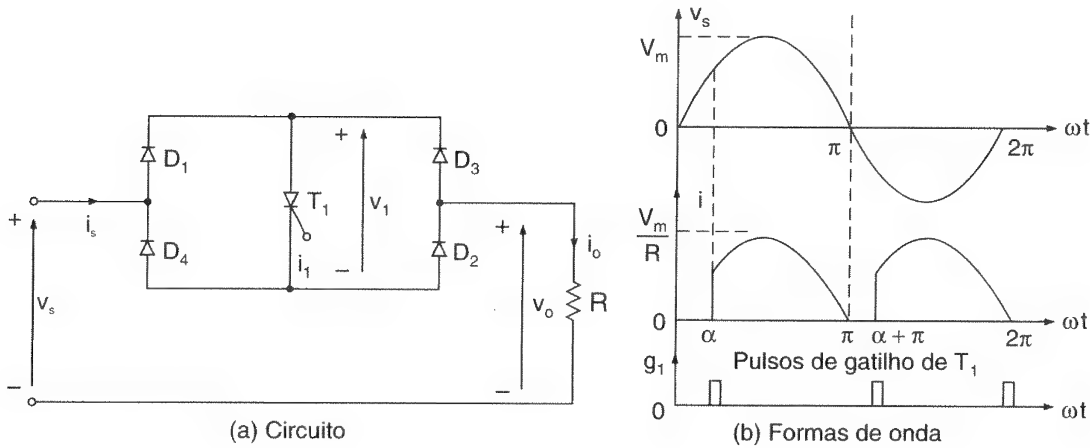 D₁
D₃
T₁
v₁
+
−
+
iₛ
D₄
i₁
D₂
+
iₒ
vₛ
vₒ
R
−
−
(a) Circuito
vₛ
Vₘ
0
π
2π
ωt
i
Vₘ/R
0
α
π
α + π
2π
ωt
Pulsos de gatilho de T₁
g₁
0
ωt
(b) Formas de onda